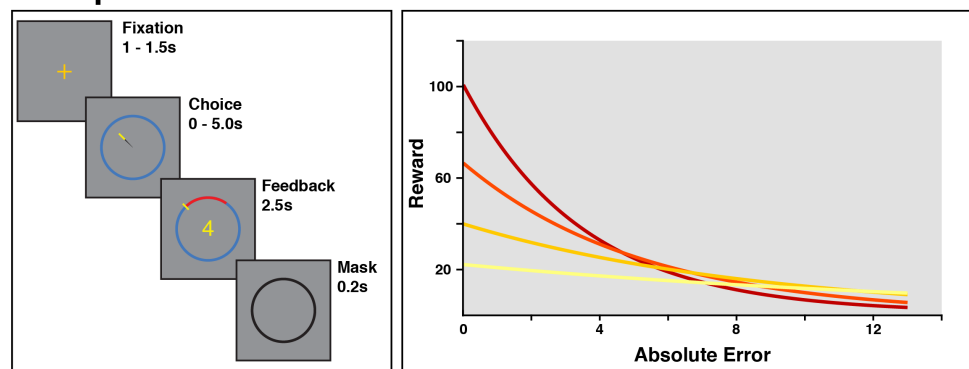 Fixation
1 - 1.5s
Choice
0 - 5.0s
Feedback
2.5s
4
Mask
0.2s
Reward
100
60
20
0
4
8
12
Absolute Error